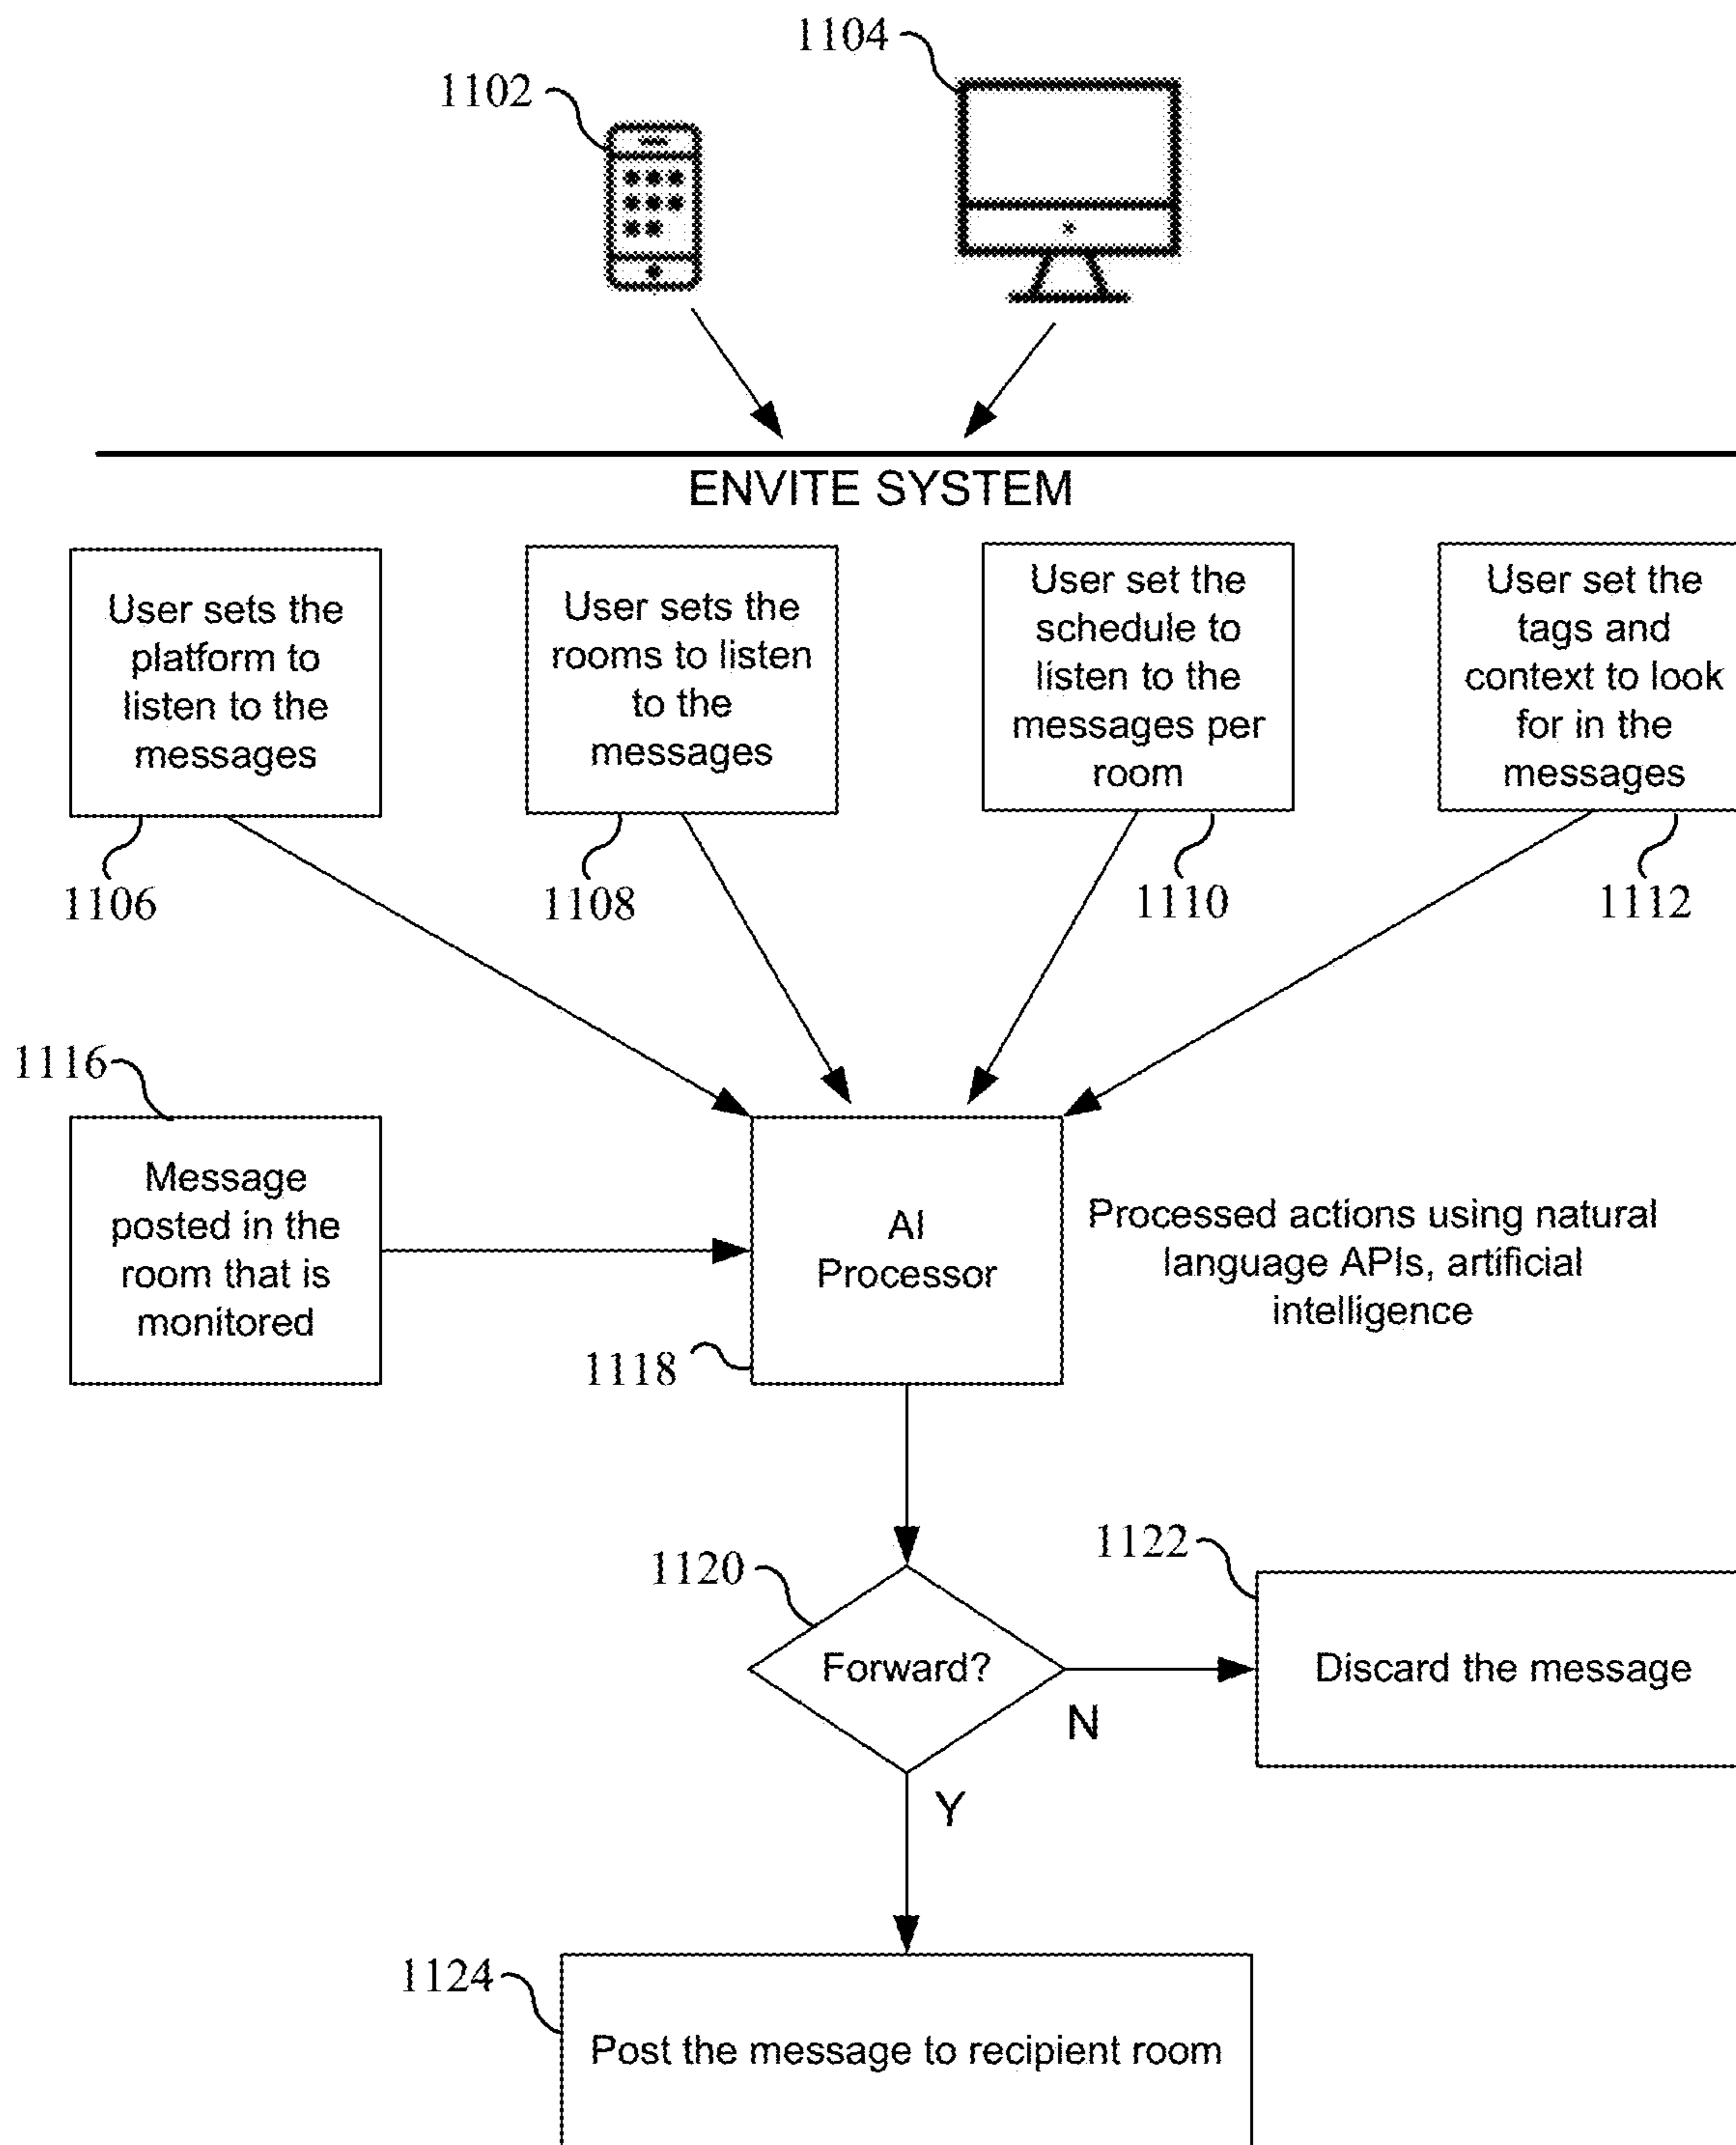 1104
1102
ENVITE SYSTEM
User sets the
platform to
listen to the
messages
User sets the
rooms to listen
to the
messages
User set the
schedule to
listen to the
messages per
room
User set the
tags and
context to look
for in the
messages
1106
1108
1110
1112
1116
Message
posted in the
room that is
monitored
AI
Processor
Processed actions using natural
language APIs, artificial
intelligence
1118
1120
1122
Forward?
Discard the message
N
Y
1124
Post the message to recipient room